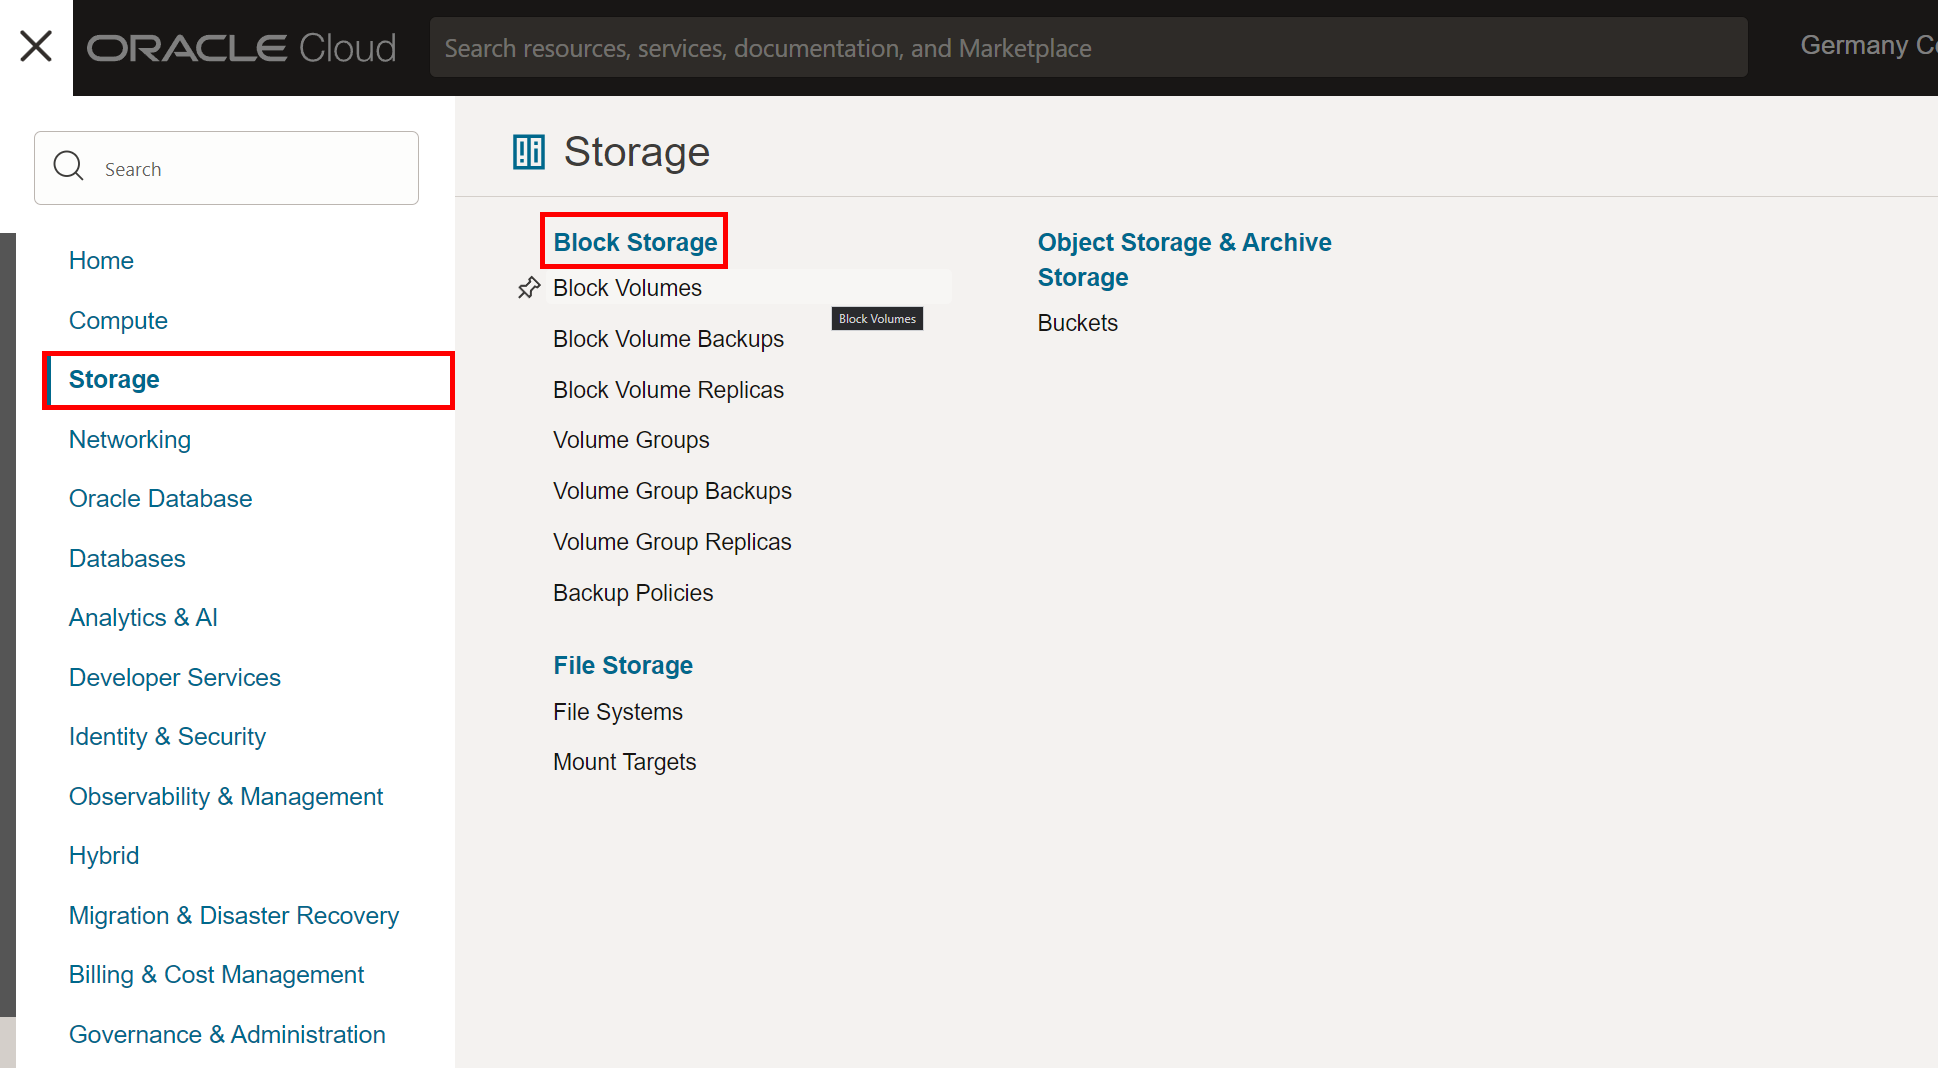 ORACLE Cloud
Search resources, services, documentation, and Marketplace
Germany C
Search
Home
Compute
Storage
Networking
Oracle Database
Databases
Analytics & AI
Developer Services
Identity & Security
Observability & Management
Hybrid
Migration & Disaster Recovery
Billing & Cost Management
Governance & Administration
Storage
Block Storage
Block Volumes
Block Volumes
Block Volume Backups
Block Volume Replicas
Volume Groups
Volume Group Backups
Volume Group Replicas
Backup Policies
File Storage
File Systems
Mount Targets
Object Storage & Archive
Storage
Buckets